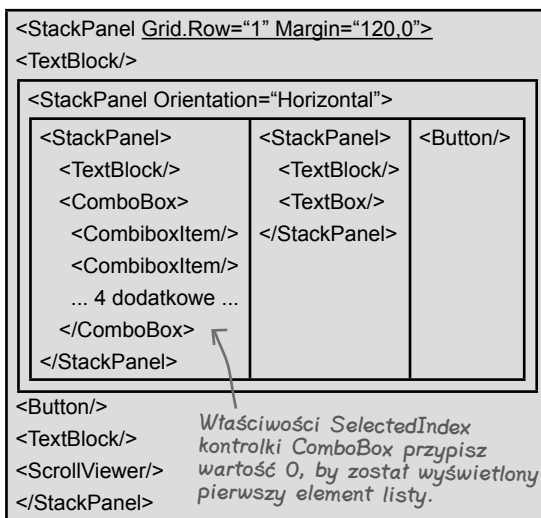 <StackPanel Grid.Row=“1” Margin=“120,0”>
<TextBlock/>
<StackPanel Orientation=“Horizontal”>
<StackPanel>
<TextBlock/>
<ComboBox>
<CombiboxItem/>
<CombiboxItem/>
... 4 dodatkowe ...
</ComboBox>
</StackPanel>
<StackPanel>
<TextBlock/>
<TextBox/>
</StackPanel>
<Button/>
<Button/>
<TextBlock/>
<ScrollViewer/>
</StackPanel>
Właściwości SelectedIndex
kontrolki ComboBox przypisz
wartość 0, by został wyświetlony
pierwszy element listy.